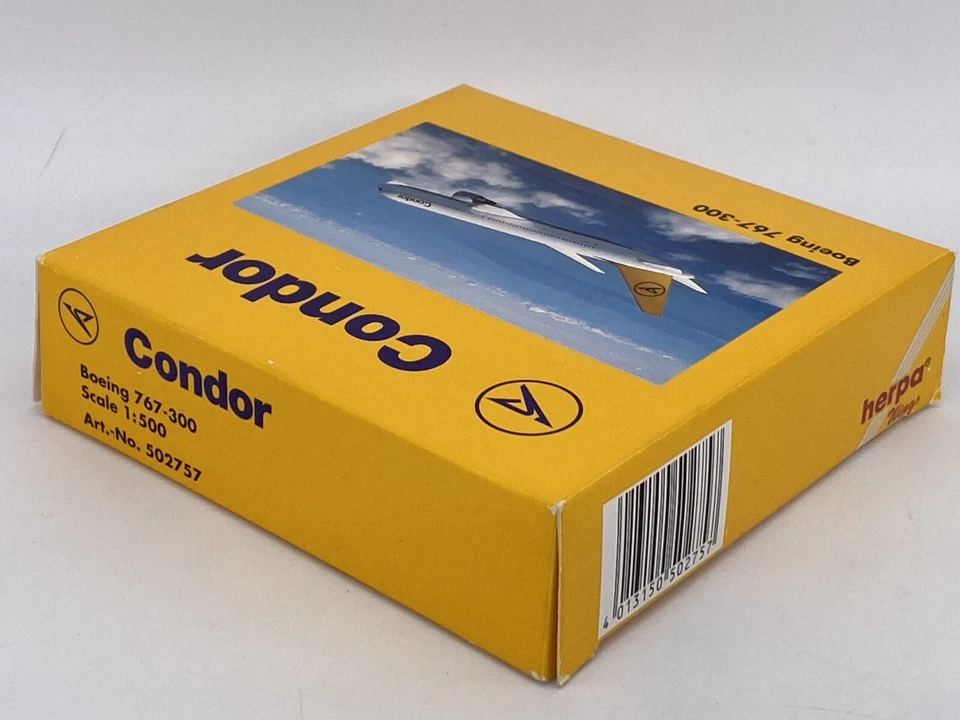 Boeing 767-300
Condor
Condor
Condor
Boeing 767-300
Scale 1:500
Art.-No. 502757
herpa®
Wings
4 013150 502757